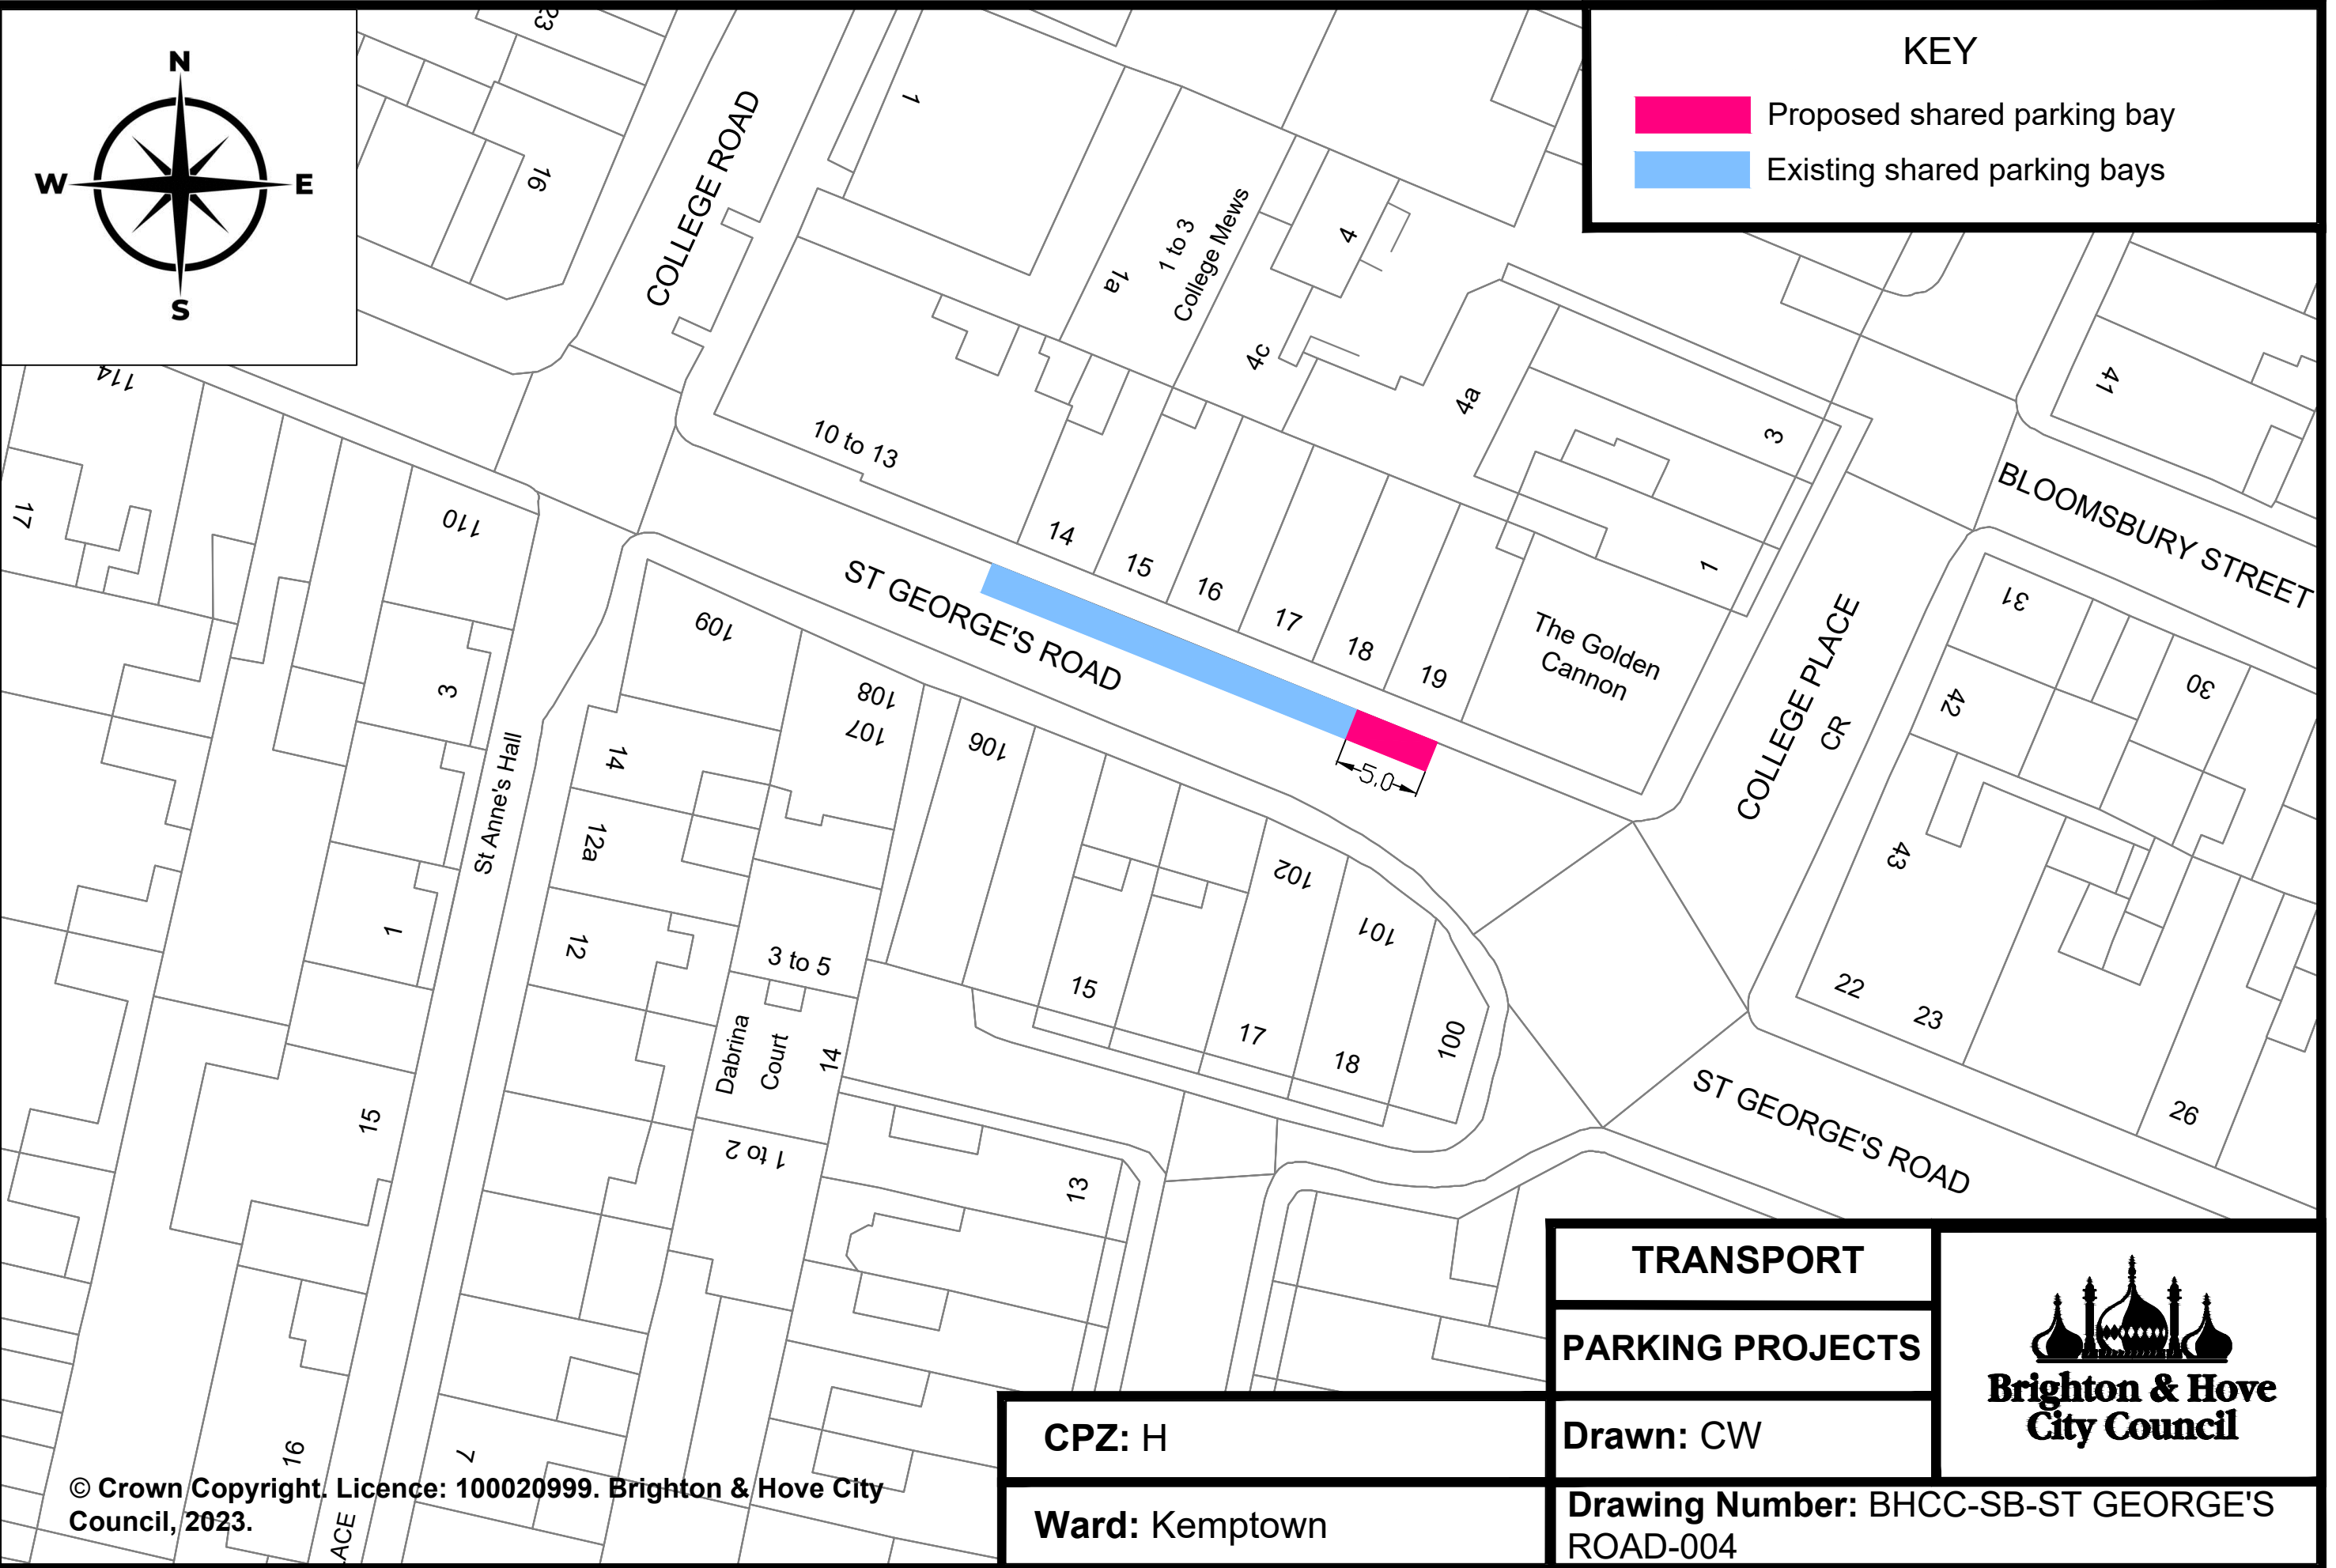 N
W
E
S
KEY
Proposed shared parking bay
Existing shared parking bays
23
16
COLLEGE ROAD
1
1a
1 to 3
College Mews
4
4c
4a
3
1
41
BLOOMSBURY STREET
114
17
110
10 to 13
14
15
16
17
18
19
The Golden
Cannon
COLLEGE PLACE
CR
31
30
42
43
ST GEORGE'S ROAD
5.0
109
108
107
106
102
101
100
3
1
St Anne's Hall
14
12a
12
3 to 5
Dabrina
Court
14
1 to 2
15
17
18
13
22
23
26
ST GEORGE'S ROAD
15
16
7
ACE
© Crown Copyright. Licence: 100020999. Brighton & Hove City
Council, 2023.
TRANSPORT
PARKING PROJECTS
CPZ: H
Drawn: CW
Ward: Kemptown
Drawing Number: BHCC-SB-ST GEORGE'S
ROAD-004
Brighton & Hove
City Council